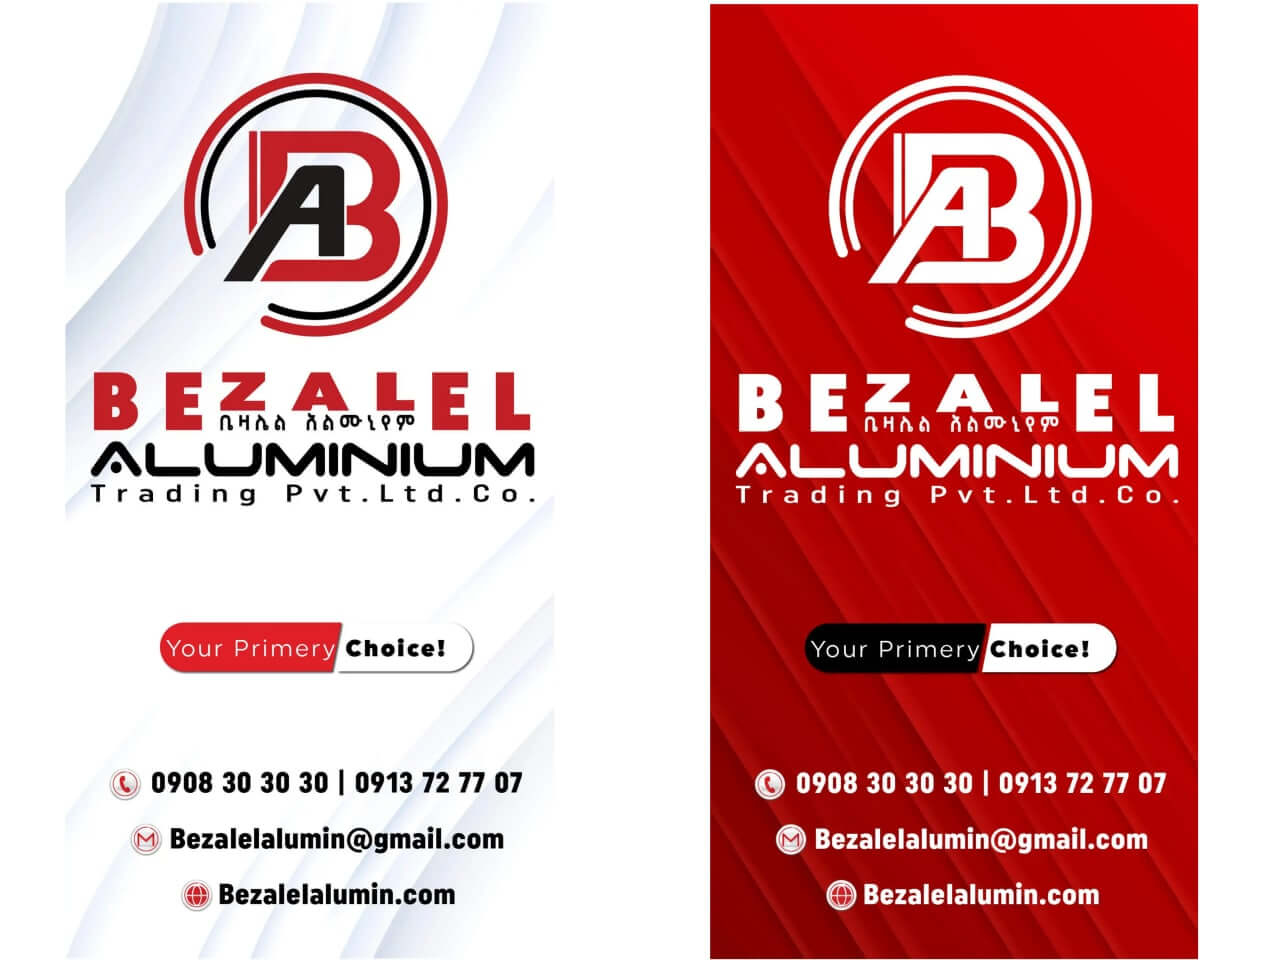 AB
BEZALEL
ቢዛሌል አልሙኒየም
ALUMINIUM
Trading Pvt.Ltd.Co.
Your Primery Choice!
0908 30 30 30 | 0913 72 77 07
Bezalelalumin@gmail.com
Bezalelalumin.com
AB
BEZALEL
ቢዛሌል አልሙኒየም
ALUMINIUM
Trading Pvt.Ltd.Co.
Your Primery Choice!
0908 30 30 30 | 0913 72 77 07
Bezalelalumin@gmail.com
Bezalelalumin.com